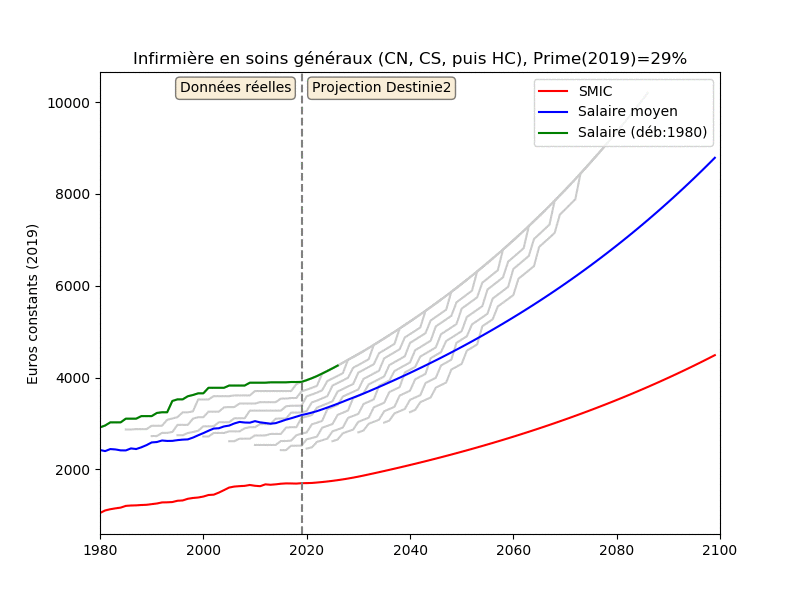 Infirmière en soins généraux (CN, CS, puis HC), Prime(2019)=29%
Données réelles
Projection Destinie2
SMIC
Salaire moyen
Salaire (déb:1980)
Euros constants (2019)
10000
8000
6000
4000
2000
1980
2000
2020
2040
2060
2080
2100